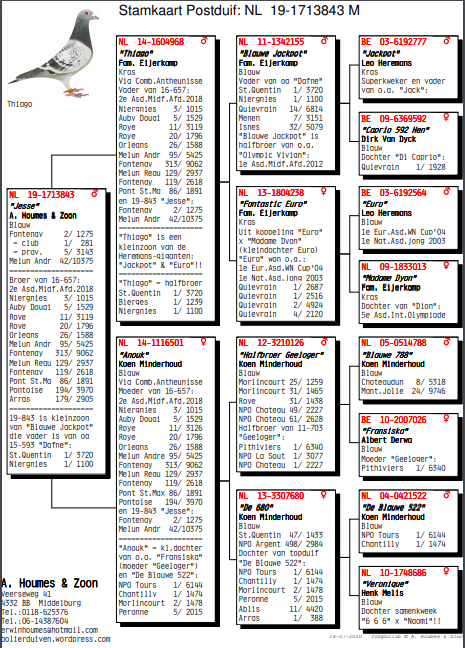 Stamkaart Postduif: NL 19-1713843 M
Thiago
NL 19-1713843 ♂
"Jesse"
A. Houmes & Zoon
Blauw
Fontenay 2/ 1275
– club 1/ 281
– prov. 5/ 3143
Melun Andr 42/10375
====================
Broer van 16-657:
2e Asd.Midf.Afd.2018
Niergnies 3/ 1015
Auby Douai 5/ 1529
Roye 11/ 3119
Roye 20/ 1796
Orleans 26/ 1588
Melun Andr 95/ 5425
Fontenay 313/ 9062
Melun Reau 129/ 2937
Fontenay 119/ 2618
Pont St.Max 86/ 1891
Pontoise 194/ 3970
Arras 179/ 2905
====================
19-843 is kleinzoon
van "Blauwe Jackpot"
die vader is van oa
15-593 "Dafne":
St.Quentin 1/ 3720
Niergnies 1/ 1100
NL 14-1604968 ♂
"Thiago"
Fam. Eijerkamp
Kras
Via Comb.Antheunisse
Vader van 16-657:
2e Asd.Midf.Afd.2018
Niergnies 3/ 1015
Auby Douai 5/ 1529
Roye 11/ 3119
Roye 20/ 1796
Orleans 26/ 1588
Melun Andr 95/ 5425
Fontenay 313/ 9062
Melun Reau 129/ 2937
Fontenay 119/ 2618
Pont St.Ma 86/ 1891
en 19-843 "Jesse":
Fontenay 2/ 1275
Melun Andr 42/10375
====================
"Thiago" is een
kleinzoon van de
Heremans-giganten:
"Jackpot" & "Euro"!!
====================
"Thiago" = halfbroer
St.Quentin 1/ 3720
Bierges 1/ 1239
Niergnies 1/ 1100
NL 14-1116501 ♀
"Anouk"
Koen Minderhoud
Blauw
Via Comb.Antheunisse
Moeder van 16-657:
2e Asd.Midf.Afd.2018
Niergnies 3/ 1015
Auby Douai 5/ 1529
Roye 11/ 3126
Roye 20/ 1796
Orleans 26/ 1588
Melun Andre 95/ 5425
Fontenay 313/ 9062
Melun Reau 129/ 2937
Fontenay 119/ 2618
Pont St.Max 86/ 1891
Pontoise 194/ 3970
en 19-843 "Jesse":
Fontenay 2/ 1275
Melun Andr 42/10375
====================
"Anouk" = kl.dochter
van o.a. "Fransiska"
(moeder "Geeloger")
en "De Blauwe 522":
NPO Tours 1/ 6144
Chantilly 1/ 1474
Morlincourt 2/ 1478
Peronne 5/ 2015
NL 11-1342155 ♂
"Blauwe Jackpot"
Fam. Eijerkamp
Blauw
Vader van oa "Dafne"
St.Quentin 1/ 3720
Niergnies 1/ 1100
Quievrain 14/ 6814
Menen 7/ 3151
Isnes 32/ 5079
"Blauwe Jackpot" is
halfbroer van o.a.
"Olympic Vivian":
1e Asd.Midf.Afd.2012
NL 13-1804238 ♀
"Fantastic Euro"
Fam. Eijerkamp
Kras
Uit koppeling "Euro"
x "Madame Dyon"
(kleindochter Euro)
"Euro" won o.a.:
1e Eur.Asd.WN Cup'04
1e Nat.Asd.Jong 2003
Quievrain 1/ 2687
Quievrain 1/ 2516
Quievrain 2/ 4924
Quievrain 4/ 2120
NL 12-3210126 ♂
"Halfbroer Geeloger"
Koen Minderhoud
Morlincourt 25/ 1259
Morlincourt 31/ 1465
Roye 31/ 1438
NPO Chateau 49/ 2227
NPO Chateau 61/ 2628
Halfbroer van 11-703
"Geeloger":
Pithiviers 1/ 6340
NPO La Sout 1/ 3077
NPO Chateau 1/ 2227
NL 13-3307680 ♀
"De 680"
Koen Minderhoud
Blauw
St.Quentin 47/ 1433
NPO Argent 498/ 2984
Dochter van topduif
"De Blauwe 522":
NPO Tours 1/ 6144
Chantilly 1/ 1474
Morlincourt 2/ 1478
Peronne 5/ 2015
Ablis 11/ 4420
Arras 1/ 388
BE 03-6192777 ♂
"Jackpot"
Leo Heremans
Kras
Superkweker en vader
van o.a. "Jack":
BE 09-6369592 ♀
"Caprio 592 Hen"
Dirk Van Dyck
Blauw
Dochter "Di Caprio":
Quievrain 1/ 1928
BE 03-6192564 ♂
"Euro"
Leo Heremans
Blauw
1e Eur.Asd.WN Cup'04
1e Nat.Asd.Jong 2003
NL 09-1833013 ♀
"Madame Dyon"
Fam. Eijerkamp
Kras
Dochter van "Dion":
5e Asd.Int.Olympiade
NL 05-0514788 ♂
"Blauwe 788"
Koen Minderhoud
Blauw
Chateaudun 8/ 5318
Mant.Jolie 24/ 9746
BE 10-2007026 ♀
"Fransiska"
Albert Derwa
Blauw
Moeder "Geeloger":
Pithiviers 1/ 6340
NL 04-0421522 ♂
"De Blauwe 522"
Koen Minderhoud
Blauw
NPO Tours 1/ 6144
Chantilly 1/ 1474
NL 10-1748686 ♀
"Veronique"
Henk Melis
Blauw
Dochter samenkweek
"6 6 6" x "Naomi"!!
A. Houmes & Zoon
Weerseweg 41
4332 BB Middelburg
Tel.:0118-625376
Tel.:06-14387604
erwinhoumes@hotmail.com
bolierduiven.wordpress.com
14-07-2020 Compuclub © A. Houmes & Zoon